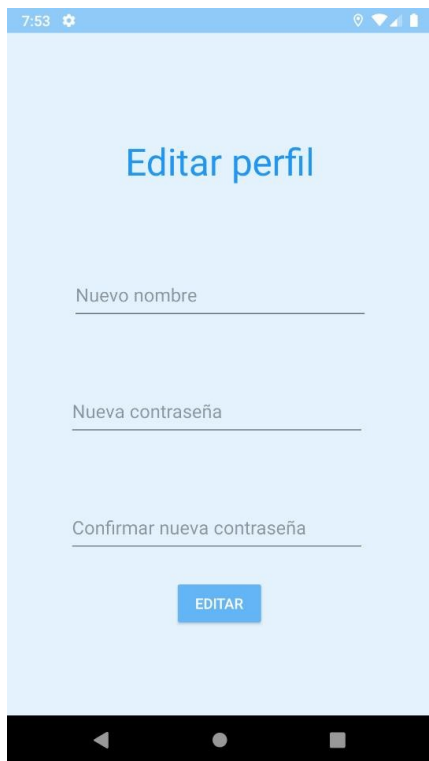 7:53
Editar perfil
Nuevo nombre
Nueva contraseña
Confirmar nueva contraseña
EDITAR